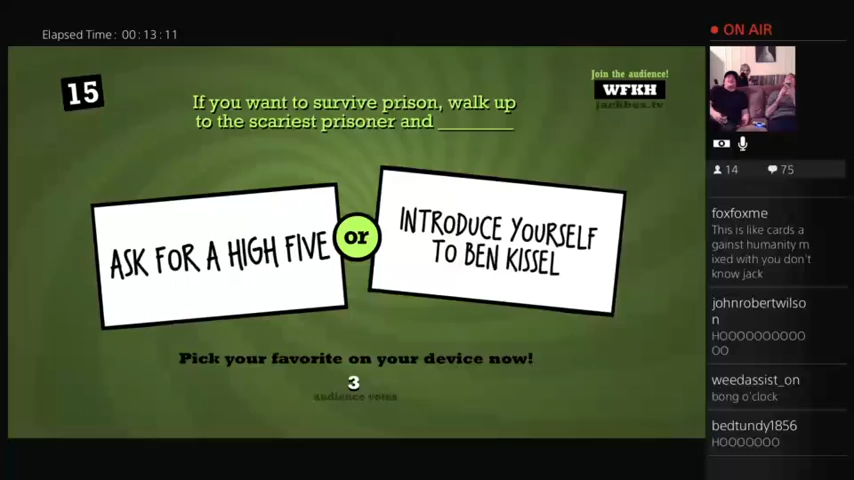 Elapsed Time : 00:13:11
ON AIR
15
If you want to survive prison, walk up
to the scariest prisoner and ________
Join the audience!
WFKH
jackbox.tv
ASK FOR A HIGH FIVE
or
INTRODUCE YOURSELF
TO BEN KISSEL
Pick your favorite on your device now!
3
audience votes
14
75
foxfoxme
This is like cards a
gainst humanity m
ixed with you don't
know jack
johnrobertwilso
n
HOOOOOOOOOO
OO
weedassist_on
bong o'clock
bedtundy1856
HOOOOOOO